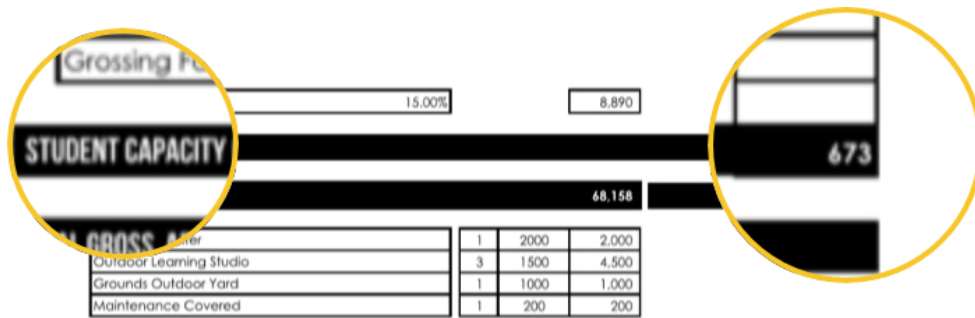 Grossing
15.00% 8,890
STUDENT CAPACITY 673
68,158
GROSS
1 2000 2,000
Outdoor Learning Studio 3 1500 4,500
Grounds Outdoor Yard 1 1000 1,000
Maintenance Covered 1 200 200